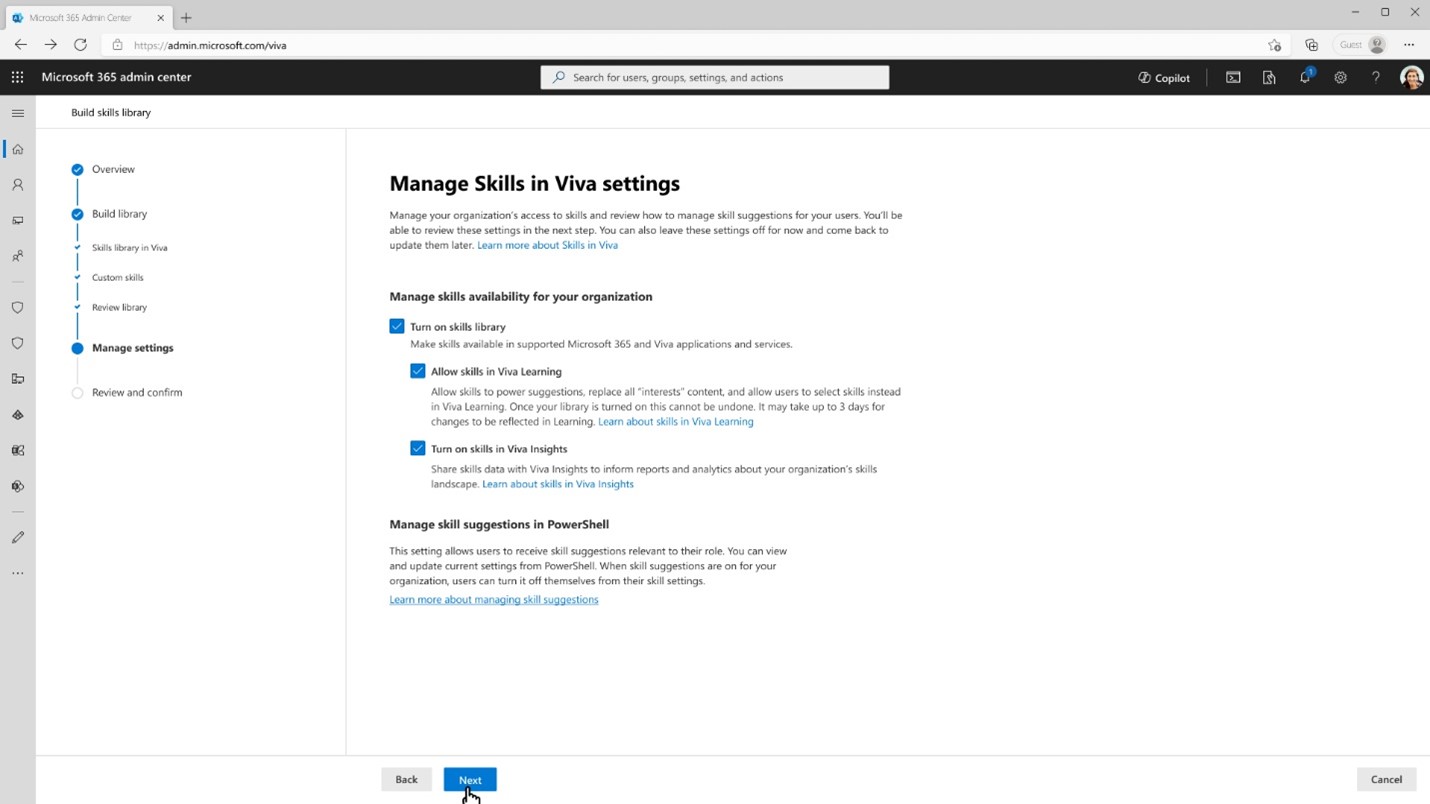 Microsoft 365 Admin Center
https://admin.microsoft.com/viva
Guest
Microsoft 365 admin center
Search for users, groups, settings, and actions
Copilot
1
Build skills library
Overview
Build library
Skills library in Viva
Custom skills
Review library
Manage settings
Review and confirm
Manage Skills in Viva settings
Manage your organization's access to skills and review how to manage skill suggestions for your users. You'll be
able to review these settings in the next step. You can also leave these settings off for now and come back to
update them later. Learn more about Skills in Viva
Manage skills availability for your organization
Turn on skills library
Make skills available in supported Microsoft 365 and Viva applications and services.
Allow skills in Viva Learning
Allow skills to power suggestions, replace all "interests" content, and allow users to select skills instead
in Viva Learning. Once your library is turned on this cannot be undone. It may take up to 3 days for
changes to be reflected in Learning. Learn about skills in Viva Learning
Turn on skills in Viva Insights
Share skills data with Viva Insights to inform reports and analytics about your organization's skills
landscape. Learn about skills in Viva Insights
Manage skill suggestions in PowerShell
This setting allows users to receive skill suggestions relevant to their role. You can view
and update current settings from PowerShell. When skill suggestions are on for your
organization, users can turn it off themselves from their skill settings.
Learn more about managing skill suggestions
Back
Next
Cancel